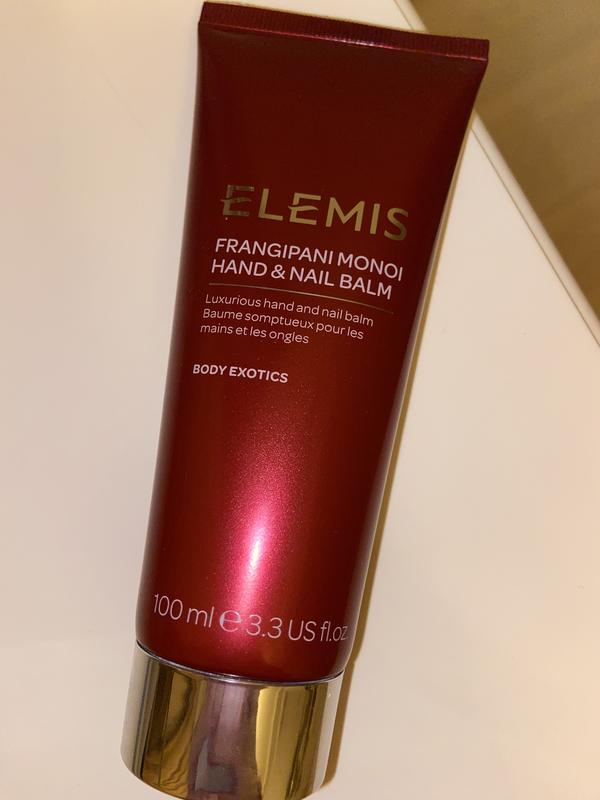 ELEMIS
FRANGIPANI MONOI
HAND & NAIL BALM
Luxurious hand and nail balm
Baume somptueux pour les
mains et les ongles
BODY EXOTICS
100 ml ℮ 3.3 US fl.oz